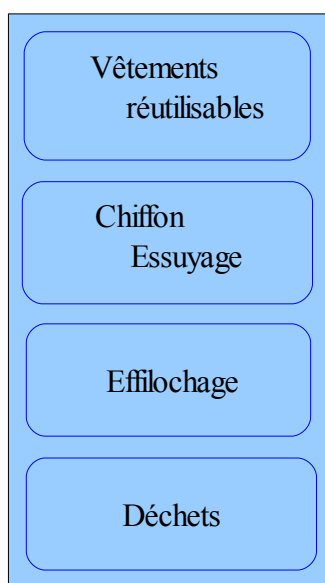 Vêtements
réutilisables
Chiffon
Essuyage
Effilochage
Déchets